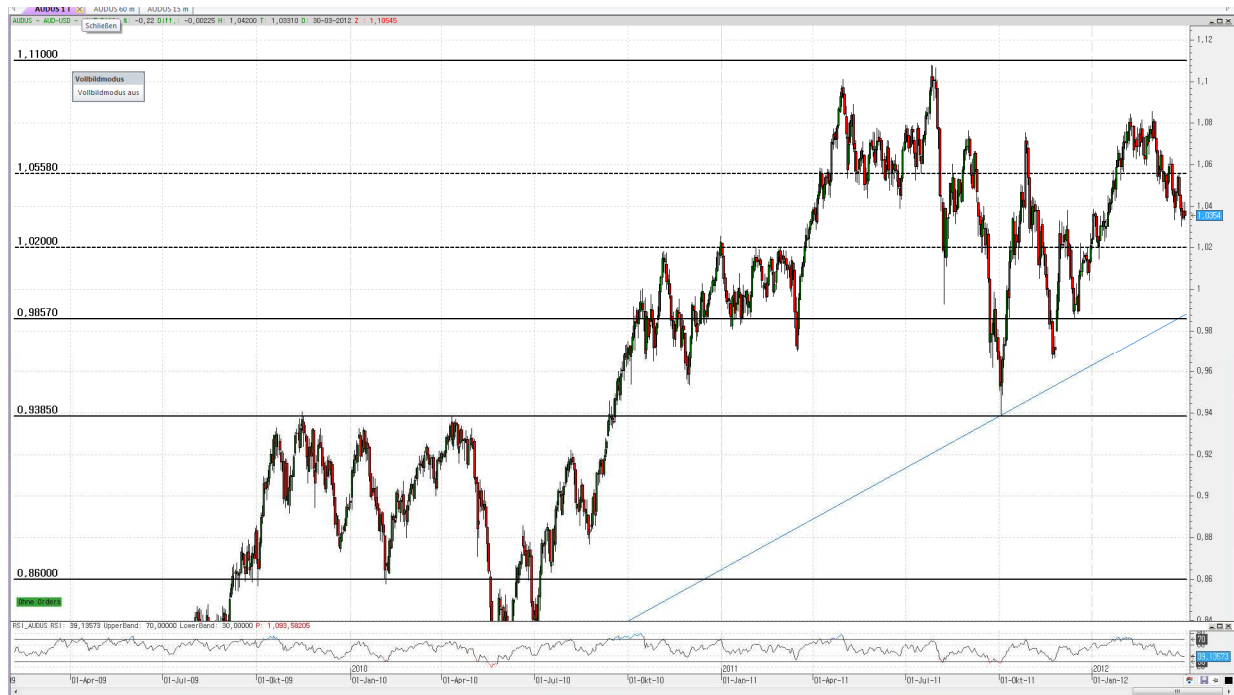 AUDUS 1 T
AUDUS 60 m
AUDUS 15 m
AUDUS - AUD-USD - %: -0,22 Diff.: -0,00225 H: 1,04200 T: 1,03310 D: 30-03-2012 Z : 1,10545
Schließen
1,11000
Vollbildmodus
Vollbildmodus aus
1,05580
1,02000
0,98570
0,93850
0,86000
Ohne Orders
1,12
1,1
1,08
1,06
1,04
1,0354
1,02
1
0,98
0,96
0,94
0,92
0,9
0,88
0,86
0,84
RSI_AUDUS RSI: 39,13573 UpperBand: 70,00000 LowerBand: 30,00000 P: 1,093,58205
70
39,13573
2010
2011
2012
09
01-Apr-09
01-Jul-09
01-Okt-09
01-Jan-10
01-Apr-10
01-Jul-10
01-Okt-10
01-Jan-11
01-Apr-11
01-Jul-11
01-Okt-11
01-Jan-12